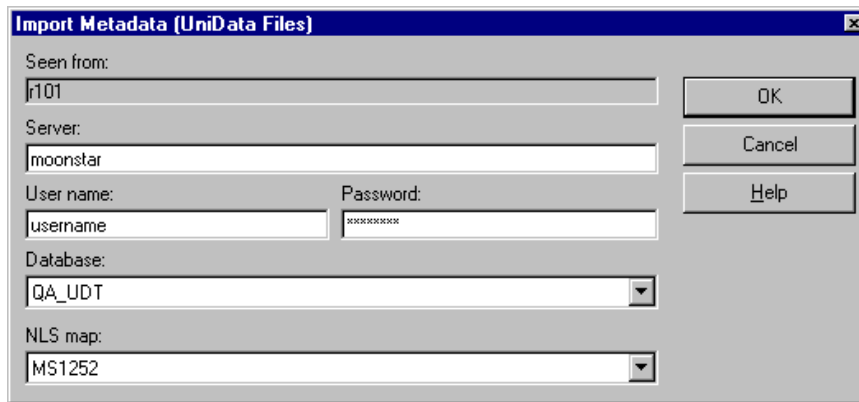 Import Metadata (UniData Files)
Seen from:
r101
OK
Server:
moonstar
Cancel
User name:
Password:
Help
username
********
Database:
QA_UDT
NLS map:
MS1252